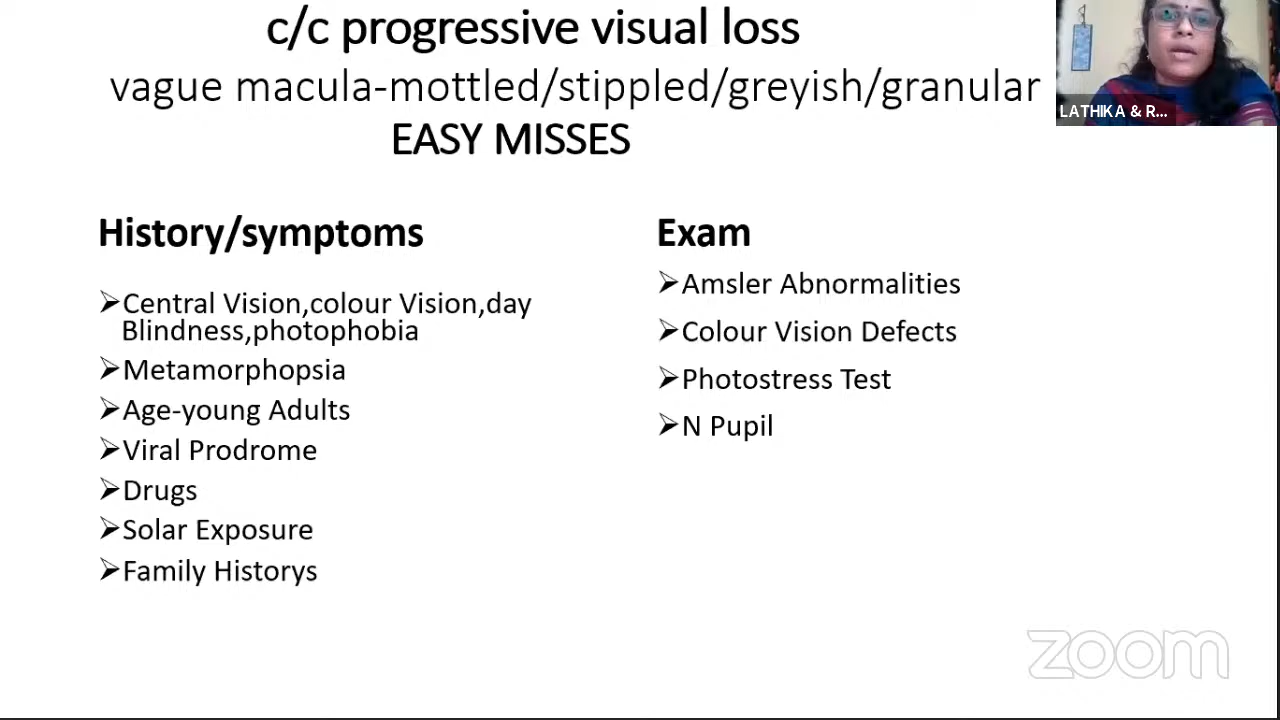 c/c progressive visual loss
vague macula-mottled/stippled/greyish/granular
EASY MISSES
LATHIKA & R...
History/symptoms
➢Central Vision,colour Vision,day
Blindness,photophobia
➢Metamorphopsia
➢Age-young Adults
➢Viral Prodrome
➢Drugs
➢Solar Exposure
➢Family Historys
Exam
➢Amsler Abnormalities
➢Colour Vision Defects
➢Photostress Test
➢N Pupil
zoom